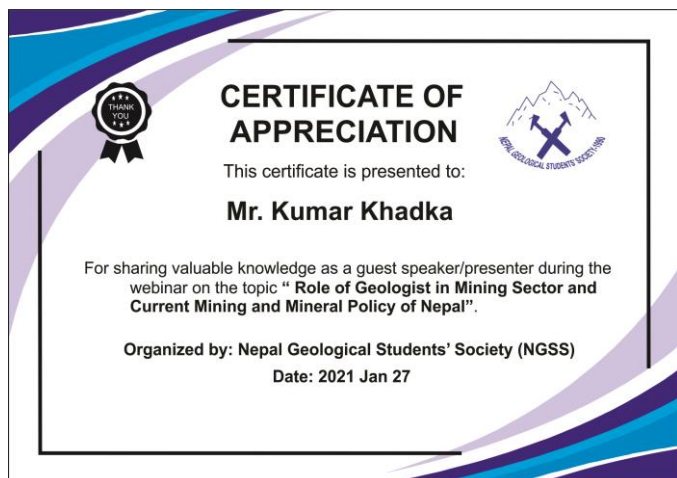 THANK
YOU
CERTIFICATE OF
APPRECIATION
NEPAL GEOLOGICAL STUDENTS' SOCIETY-1990
This certificate is presented to:
Mr. Kumar Khadka
For sharing valuable knowledge as a guest speaker/presenter during the
webinar on the topic “ Role of Geologist in Mining Sector and
Current Mining and Mineral Policy of Nepal”.
Organized by: Nepal Geological Students’ Society (NGSS)
Date: 2021 Jan 27